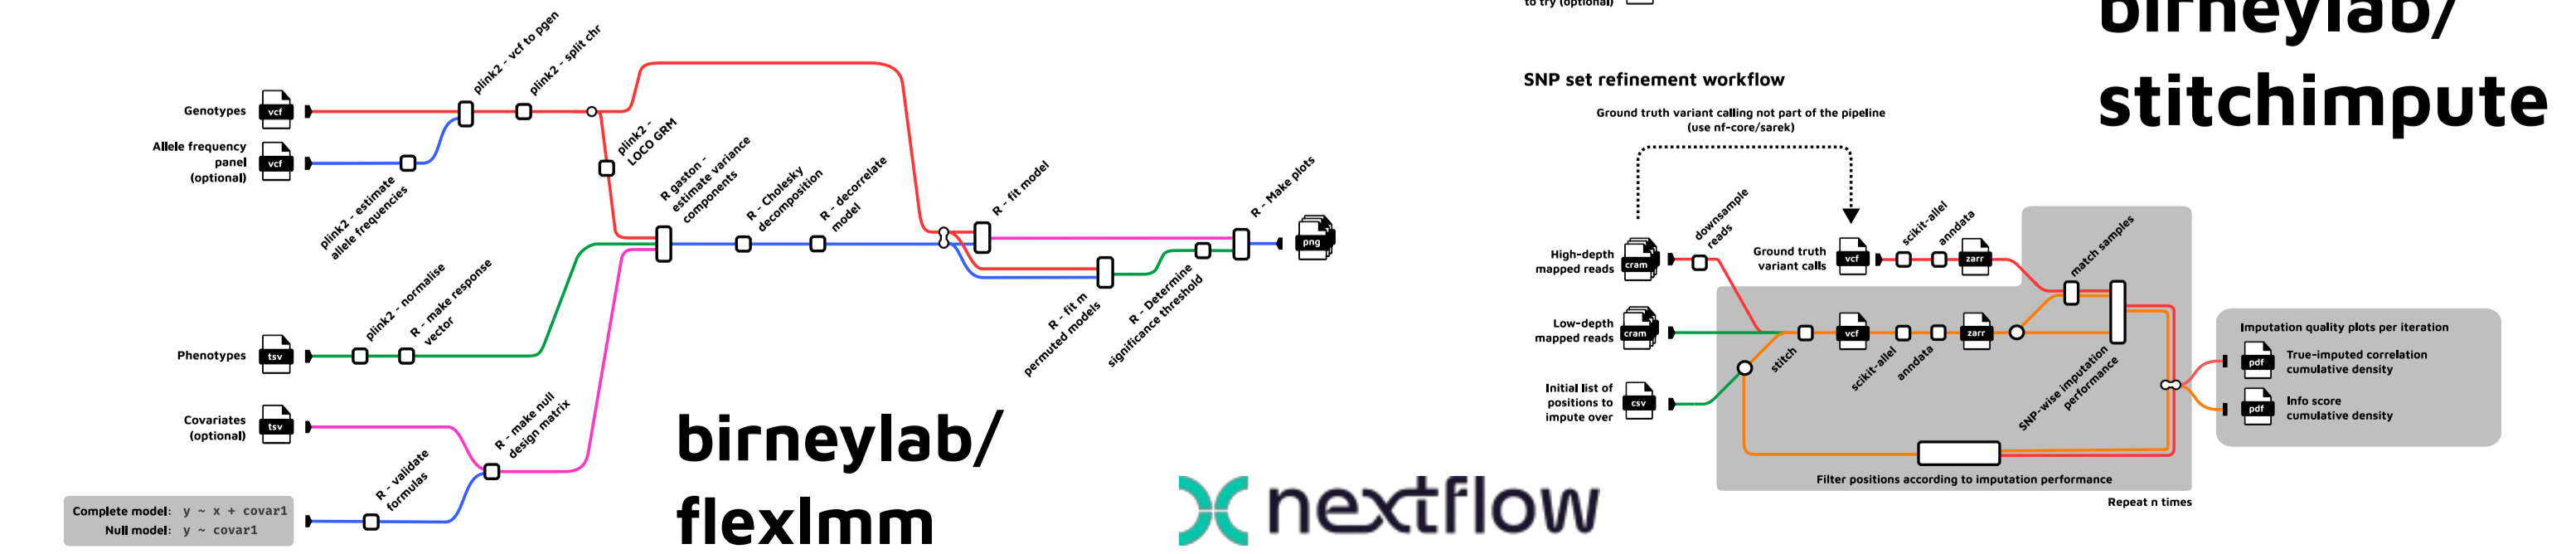 plink2 - vcf to pgen
plink2 - split chr
Genotypes
vcf
Allele frequency
panel
(optional)
vcf
plink2 - estimate
allele frequencies
plink2 -
LOCO GRM
R gaston -
estimate variance
components
R - Cholesky
decomposition
R - decorrelate
model
R - fit model
R - Make plots
png
R - fit m
permuted models
R - Determine
significance threshold
plink2 - normalise
R - make response
vector
Phenotypes
tsv
Covariates
(optional)
tsv
R - make null
design matrix
R - validate
formulas
Complete model: y ~ x + covar1
Null model: y ~ covar1
birneylab/
flexlmm
nextflow
to try (optional)
birneylab/
stitchimpute
SNP set refinement workflow
Ground truth variant calling not part of the pipeline
(use nf-core/sarek)
High-depth
mapped reads
cram
downsample
reads
Ground truth
variant calls
vcf
scikit-allel
anndata
zarr
match samples
Low-depth
mapped reads
cram
stitch
vcf
scikit-allel
anndata
zarr
SNP-wise imputation
performance
Initial list of
positions to
impute over
csv
Filter positions according to imputation performance
Repeat n times
Imputation quality plots per iteration
pdf
True-imputed correlation
cumulative density
pdf
Info score
cumulative density